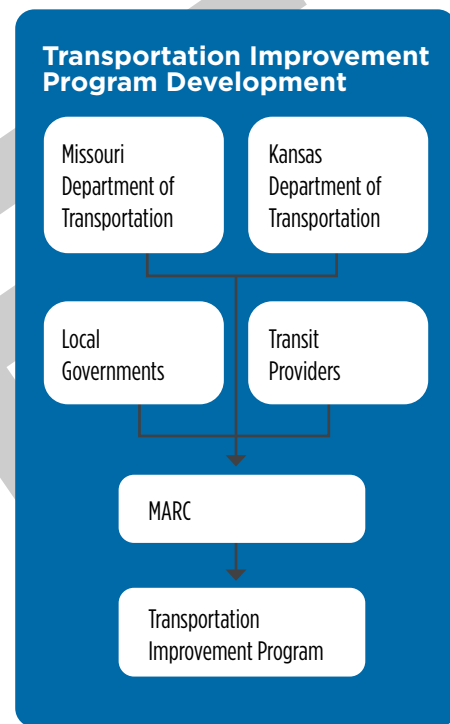 Transportation Improvement
Program Development
Missouri
Department of
Transportation
Kansas
Department of
Transportation
Local
Governments
Transit
Providers
MARC
Transportation
Improvement Program